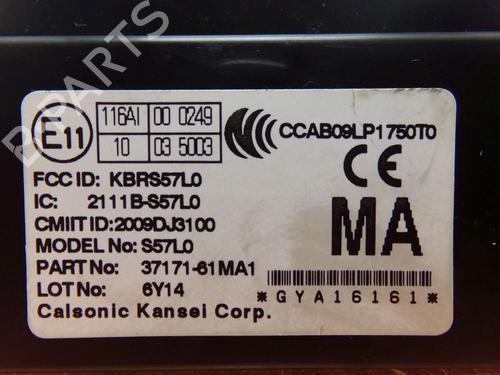 B-PARTS
E11
116AI 00 0249
10 03 5003
CCAB09LP1750T0
CE
FCC ID: KBRS57L0
IC: 2111B-S57L0
CMIIT ID:2009DJ3100
MODEL No: S57L0
PART No: 37171-61MA1
LOT No: 6Y14
Calsonic Kansei Corp.
MA
*GYA16161*